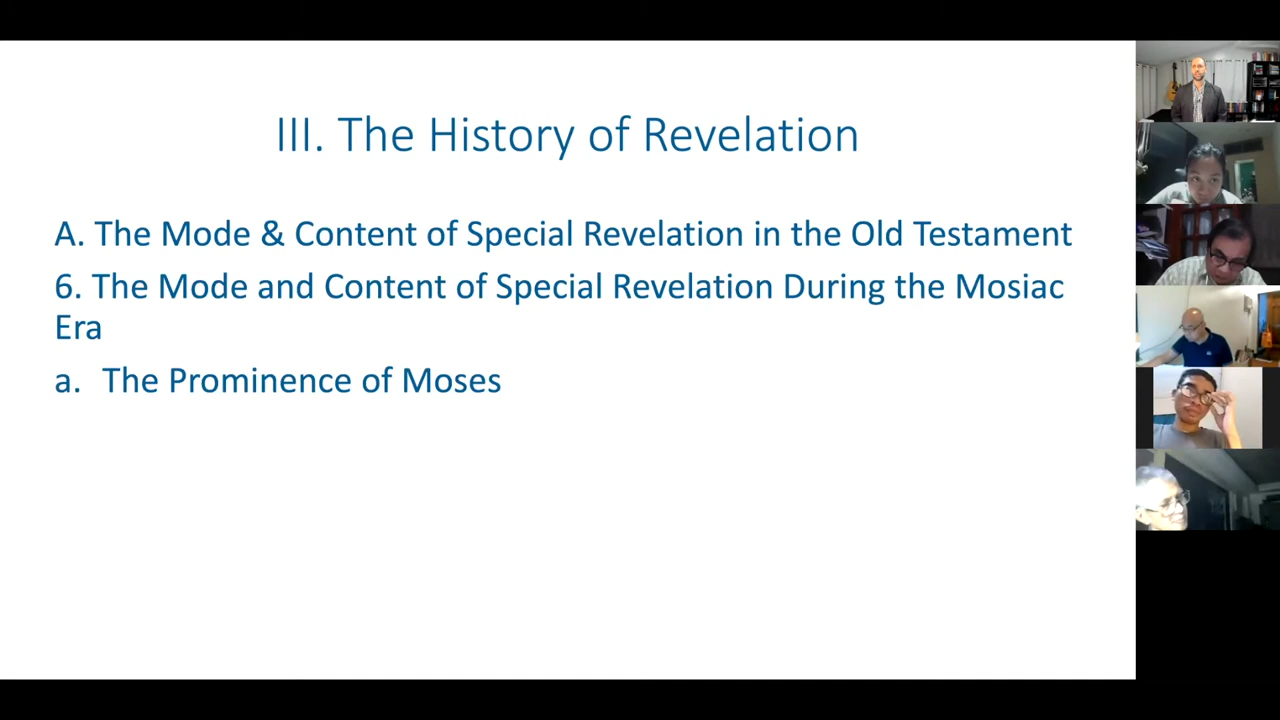 III. The History of Revelation
A. The Mode & Content of Special Revelation in the Old Testament
6. The Mode and Content of Special Revelation During the Mosiac
Era
a. The Prominence of Moses